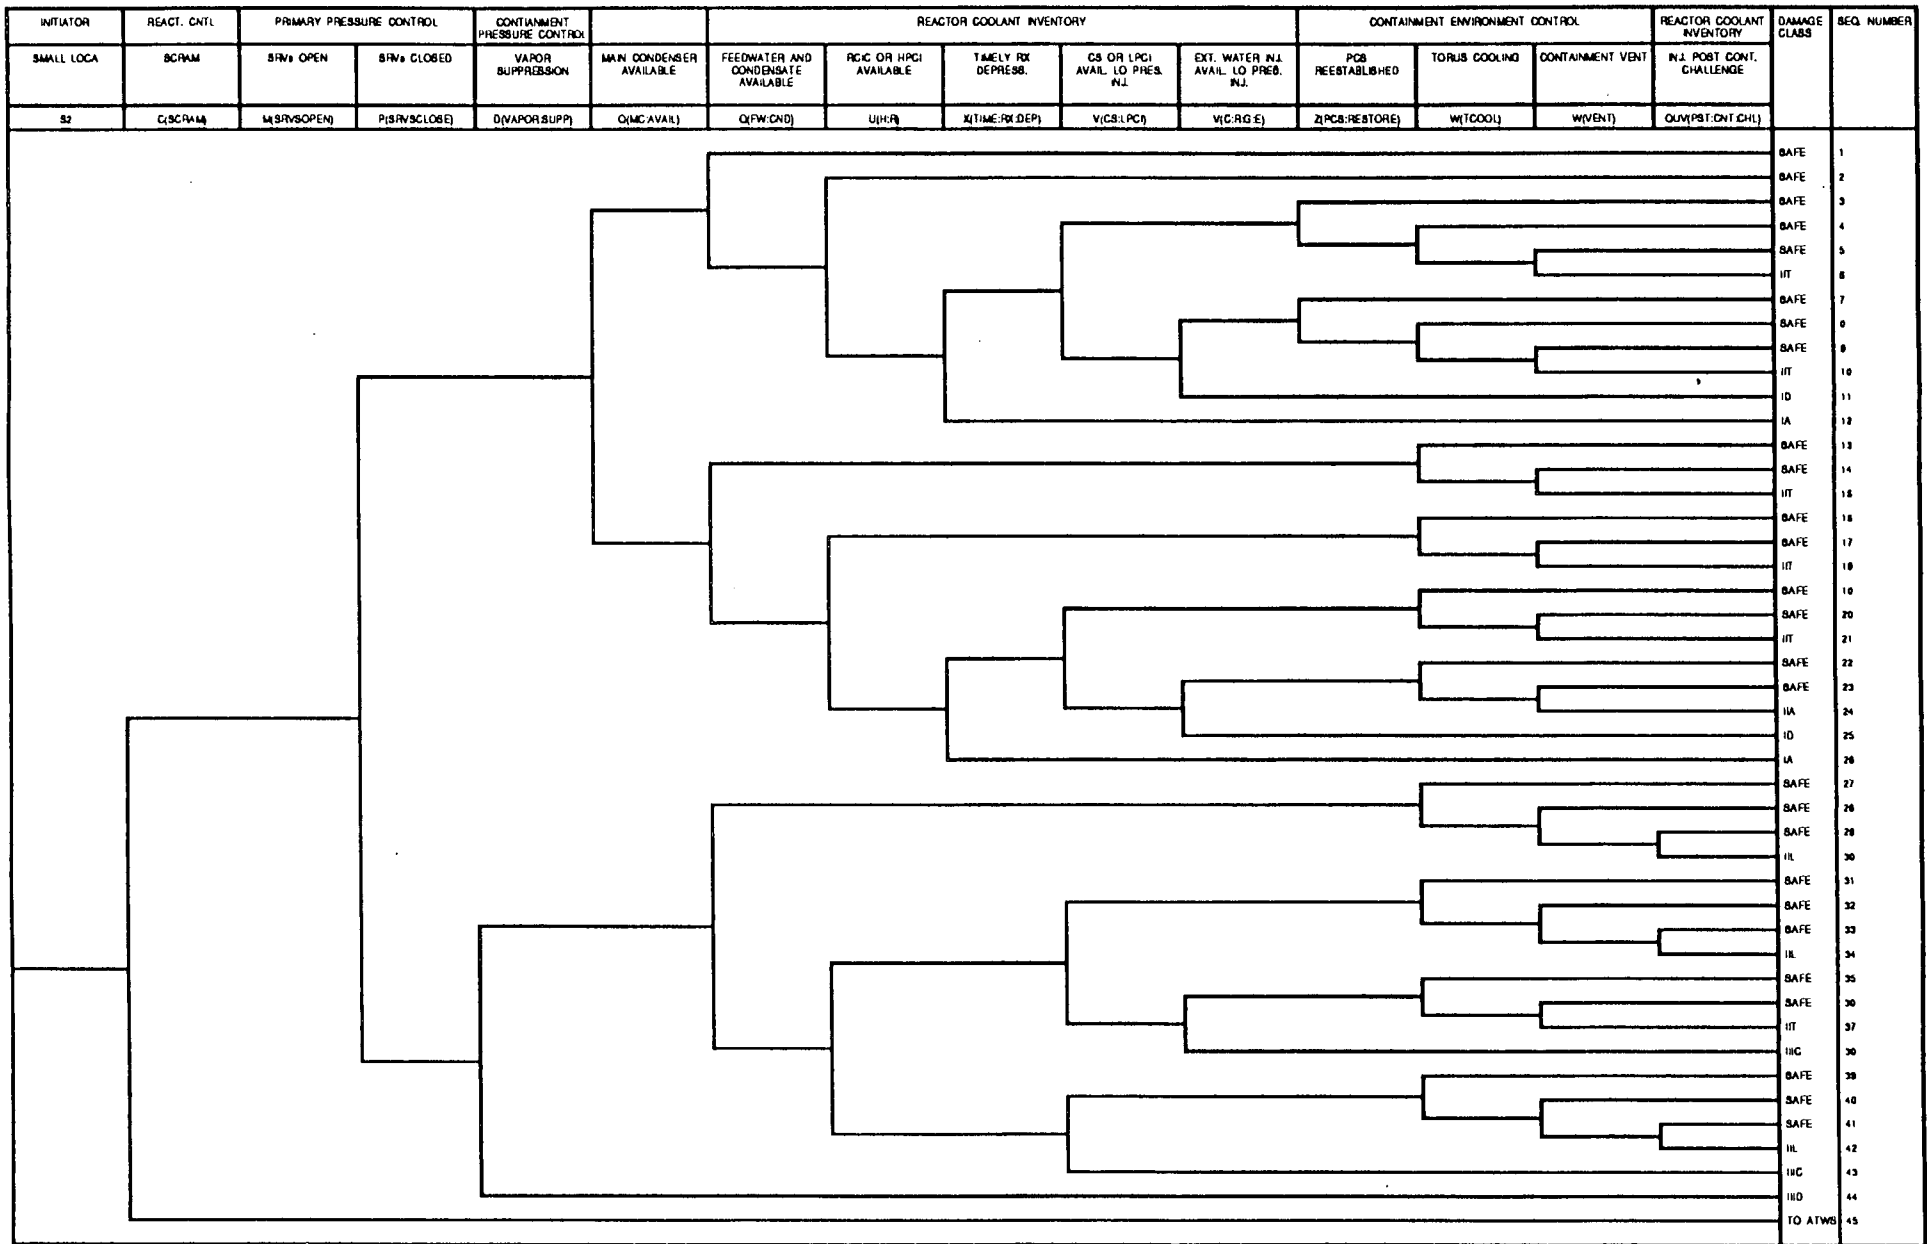 INITIATOR
REACT. CNTL
PRIMARY PRESSURE CONTROL
CONTIANMENT
PRESSURE CONTROL
REACTOR COOLANT INVENTORY
CONTAINMENT ENVIRONMENT CONTROL
REACTOR COOLANT
INVENTORY
DAMAGE
CLASS
SEQ. NUMBER
SMALL LOCA
SCRAM
SRVs OPEN
SRVs CLOSED
VAPOR
SUPPRESSION
MAIN CONDENSER
AVAILABLE
FEEDWATER AND
CONDENSATE
AVAILABLE
RCIC OR HPCI
AVAILABLE
TIMELY RX
DEPRESS.
CS OR LPCI
AVAIL. LO PRES.
INJ.
EXT. WATER INJ.
AVAIL. LO PRES.
INJ.
PCS
REESTABLISHED
TORUS COOLING
CONTAINMENT VENT
INJ. POST CONT.
CHALLENGE
S2
C(SCRAM)
M(SRVSOPEN)
P(SRVSCLOSE)
D(VAPOR:SUPP)
Q(MC:AVAIL)
Q(FW:CND)
U(H:R)
X(TIME:RX:DEP)
V(CS:LPCI)
Z(PCS:RESTORE)
W(TCOOL)
W(VENT)
QUV(PST:CNT:CHL)
SAFE 1
SAFE 2
SAFE 3
SAFE 4
SAFE 5
IIT 6
SAFE 7
SAFE 8
SAFE 9
IIT 10
ID 11
IA 12
SAFE 13
SAFE 14
IIT 15
SAFE 16
SAFE 17
IIT 18
SAFE 19
SAFE 20
IIT 21
SAFE 22
SAFE 23
IIA 24
ID 25
IA 26
SAFE 27
SAFE 28
SAFE 29
IIL 30
SAFE 31
SAFE 32
SAFE 33
IIL 34
SAFE 35
SAFE 36
IIT 37
IIIC 38
SAFE 39
SAFE 40
SAFE 41
IIL 42
IIIC 43
IIID 44
TO ATWS 45